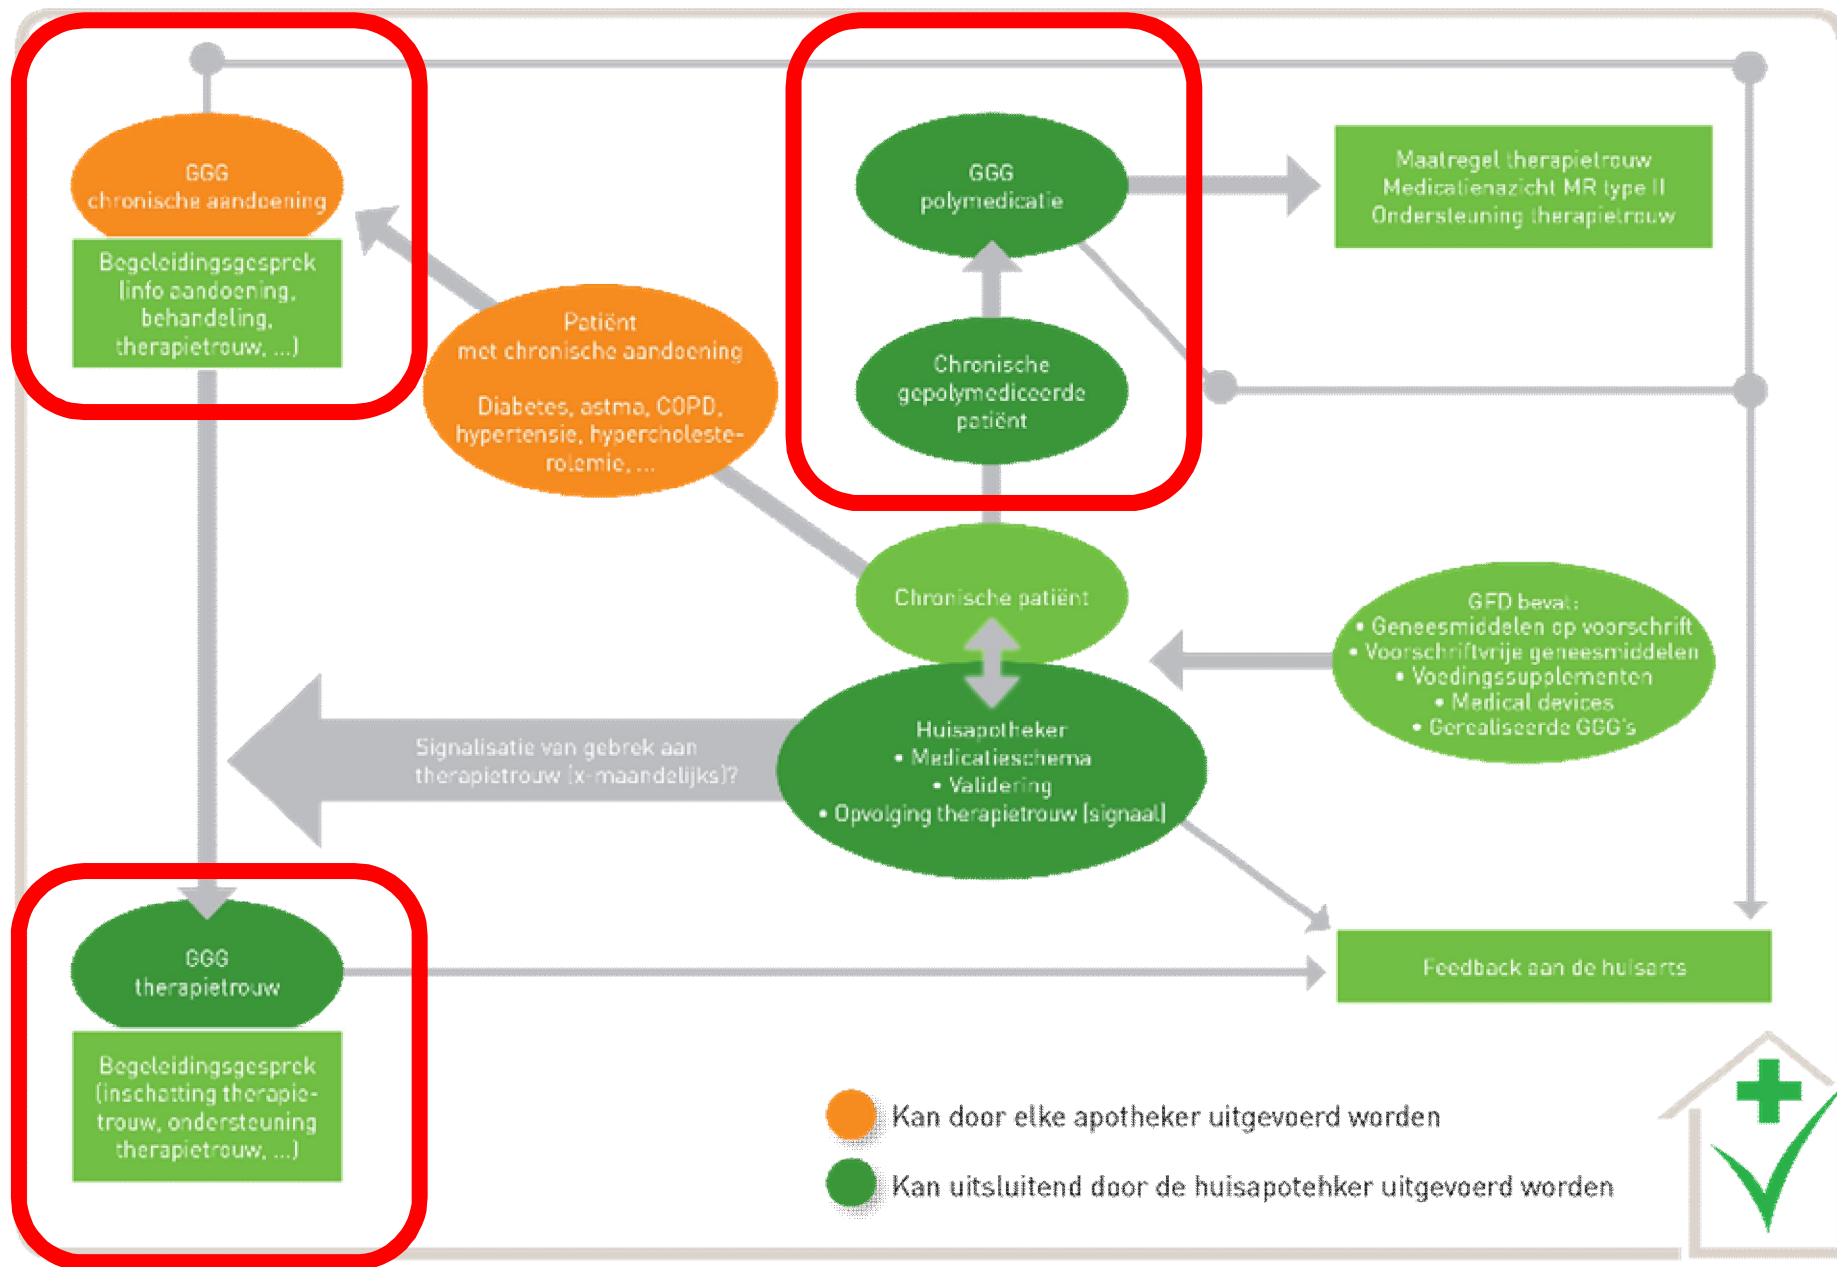 GGG
chronische aandoening
Begeleidingsgesprek
(info aandoening,
behandeling,
therapietrouw, ...)
Patiënt
met chronische aandoening
Diabetes, astma, COPD,
hypertensie, hypercholeste-
rolemie, ...
GGG
polymedicatie
Chronische
gepolymediceerde
patiënt
Maatregel therapietrouw
Medicatienazicht MR type II
Ondersteuning therapietrouw
Chronische patiënt
GFD bevat:
• Geneesmiddelen op voorschrift
• Voorschriftvrije geneesmiddelen
• Voedingssupplementen
• Medical devices
• Gerealiseerde GGG's
Huisapotheker
• Medicatieschema
• Validering
• Opvolging therapietrouw (signaal)
Signalisatie van gebrek aan
therapietrouw (x-maandelijks)?
GGG
therapietrouw
Begeleidingsgesprek
(inschatting therapie-
trouw, ondersteuning
therapietrouw, ...)
Feedback aan de huisarts
Kan door elke apotheker uitgevoerd worden
Kan uitsluitend door de huisapotehker uitgevoerd worden